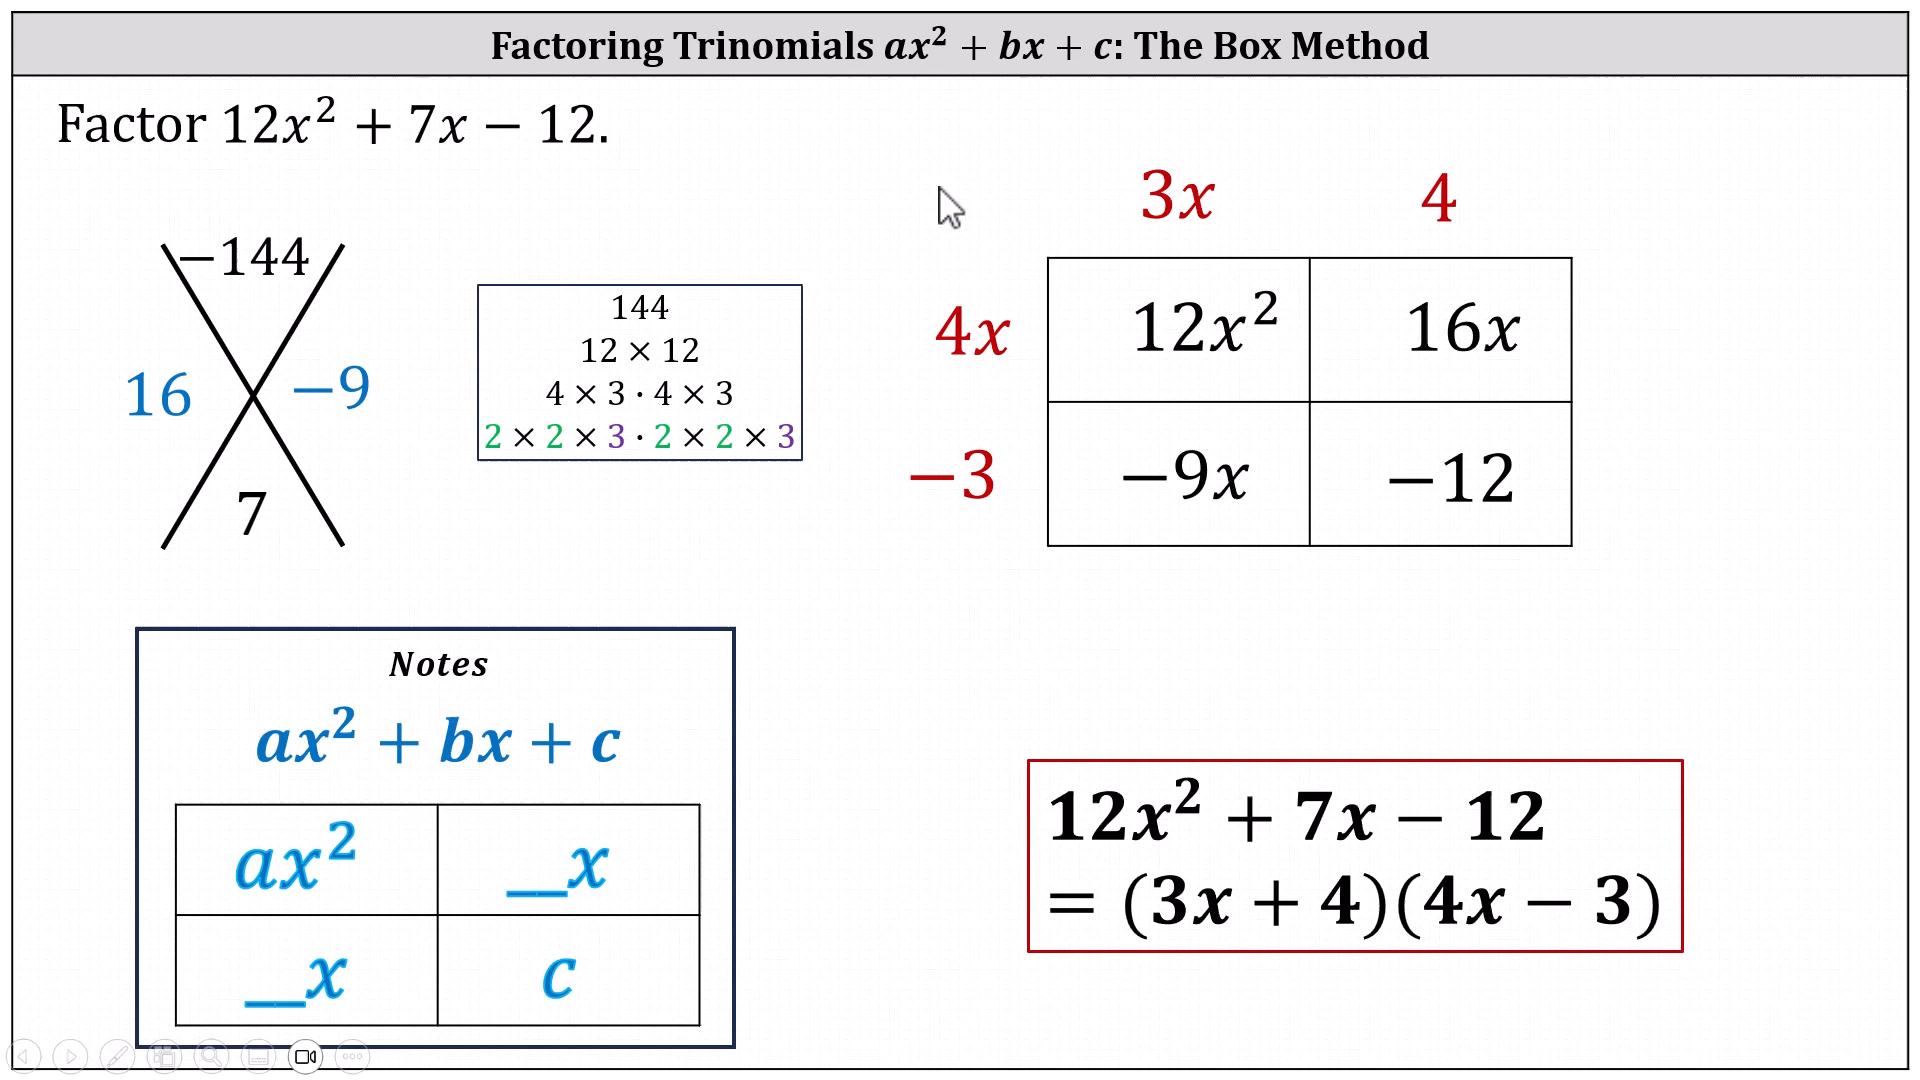 Factoring Trinomials ax² + bx + c: The Box Method
Factor 12x² + 7x − 12.
−144
16 −9
7
144
12 × 12
4 × 3 · 4 × 3
2 × 2 × 3 · 2 × 2 × 3
3x 4
4x 12x² 16x
−3 −9x −12
Notes
ax² + bx + c
ax² __x
__x c
12x² + 7x − 12
= (3x + 4)(4x − 3)